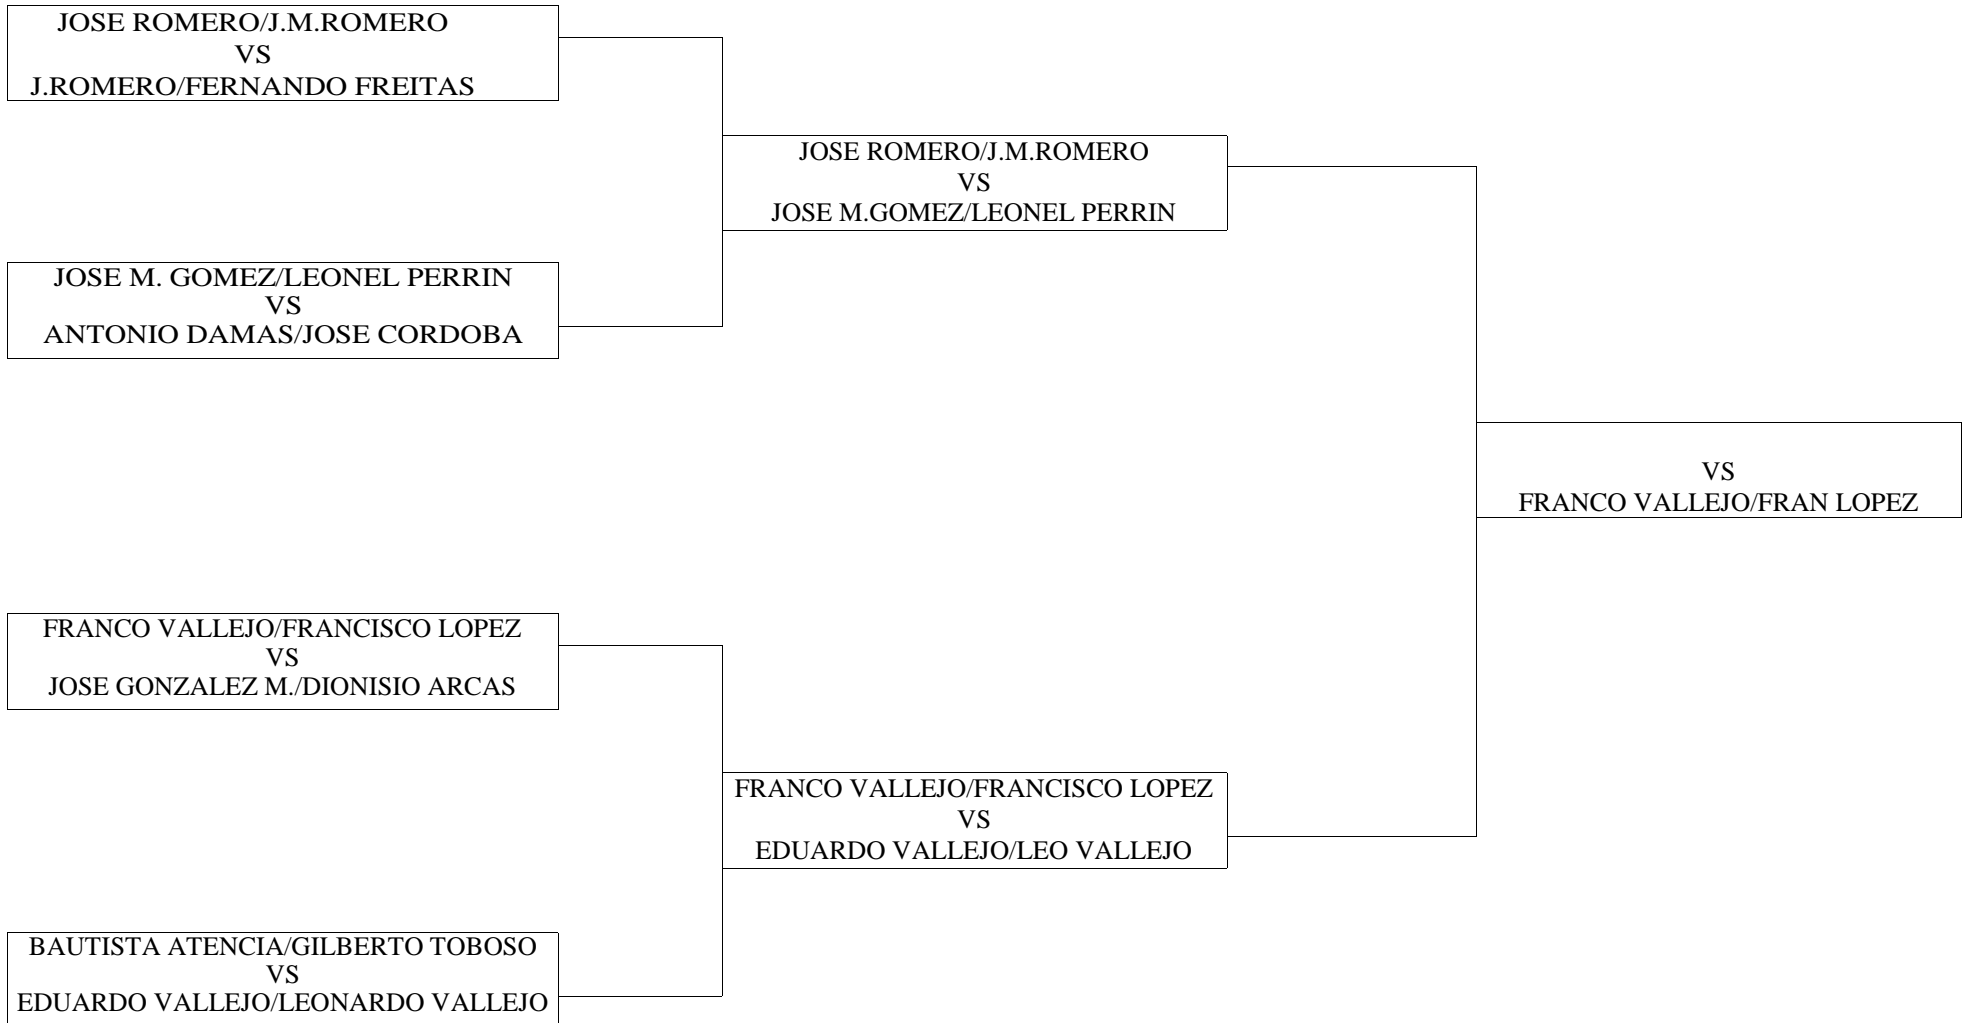 JOSE ROMERO/J.M.ROMERO
VS
J.ROMERO/FERNANDO FREITAS
JOSE ROMERO/J.M.ROMERO
VS
JOSE M.GOMEZ/LEONEL PERRIN
JOSE M. GOMEZ/LEONEL PERRIN
VS
ANTONIO DAMAS/JOSE CORDOBA
VS
FRANCO VALLEJO/FRAN LOPEZ
FRANCO VALLEJO/FRANCISCO LOPEZ
VS
JOSE GONZALEZ M./DIONISIO ARCAS
FRANCO VALLEJO/FRANCISCO LOPEZ
VS
EDUARDO VALLEJO/LEO VALLEJO
BAUTISTA ATENCIA/GILBERTO TOBOSO
VS
EDUARDO VALLEJO/LEONARDO VALLEJO